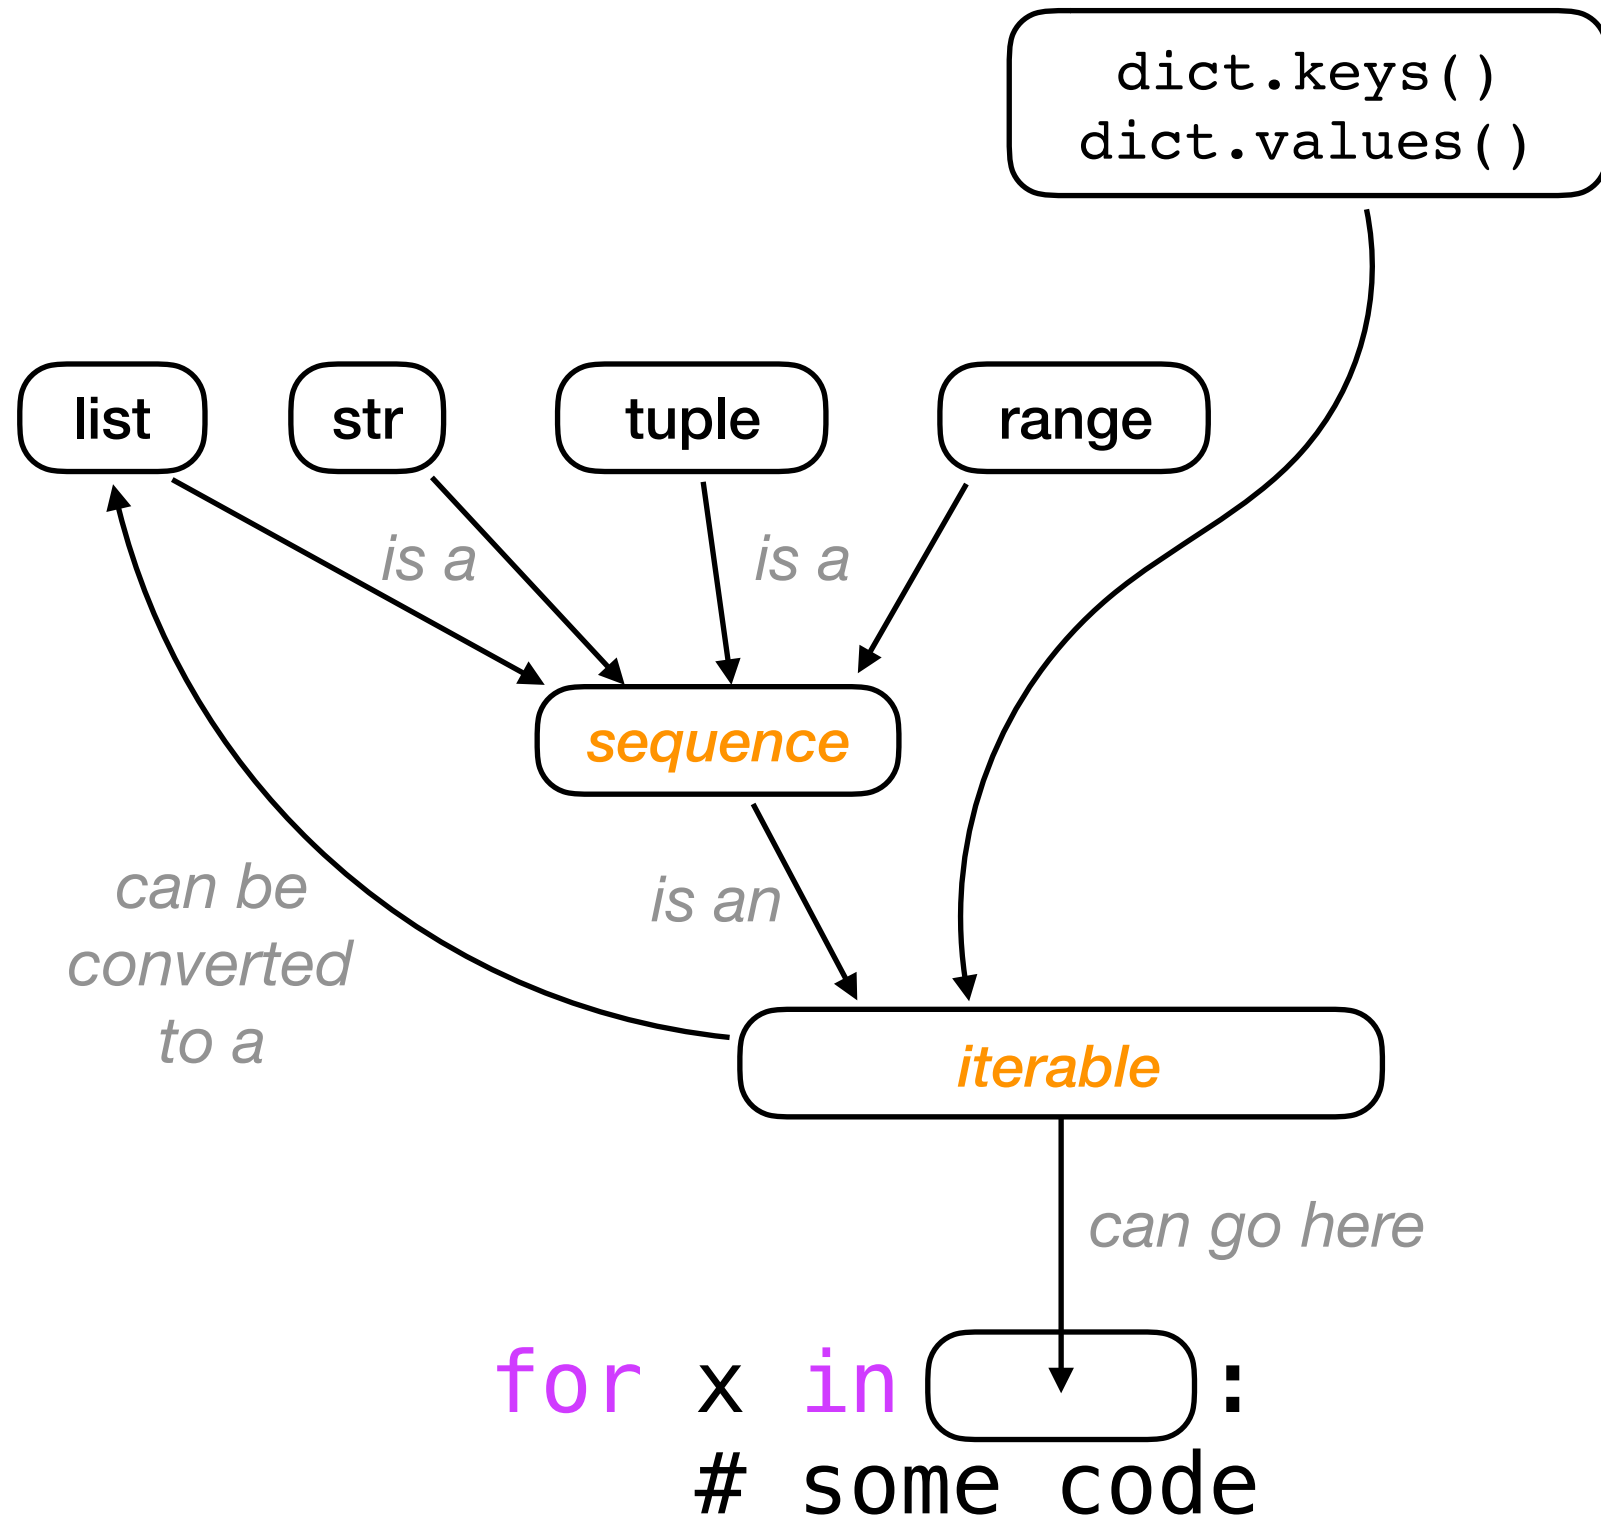 dict.keys()
dict.values()
list
str
tuple
range
is a
is a
sequence
can be
converted
to a
is an
iterable
can go here
for x in :
# some code